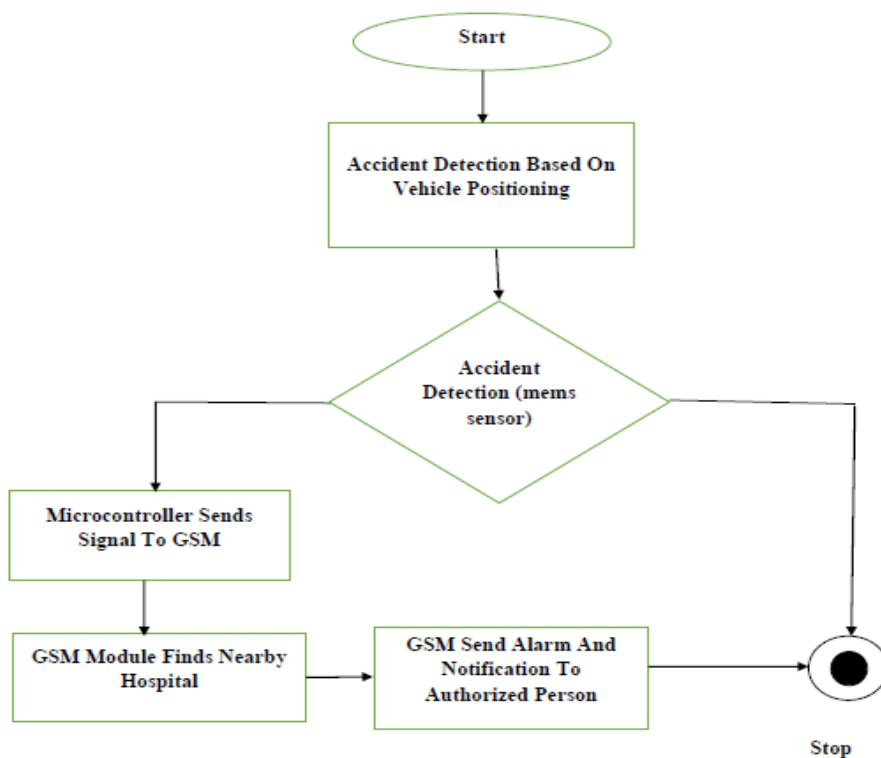 Start
Accident Detection Based On
Vehicle Positioning
Accident
Detection (mems
sensor)
Microcontroller Sends
Signal To GSM
GSM Module Finds Nearby
Hospital
GSM Send Alarm And
Notification To
Authorized Person
Stop